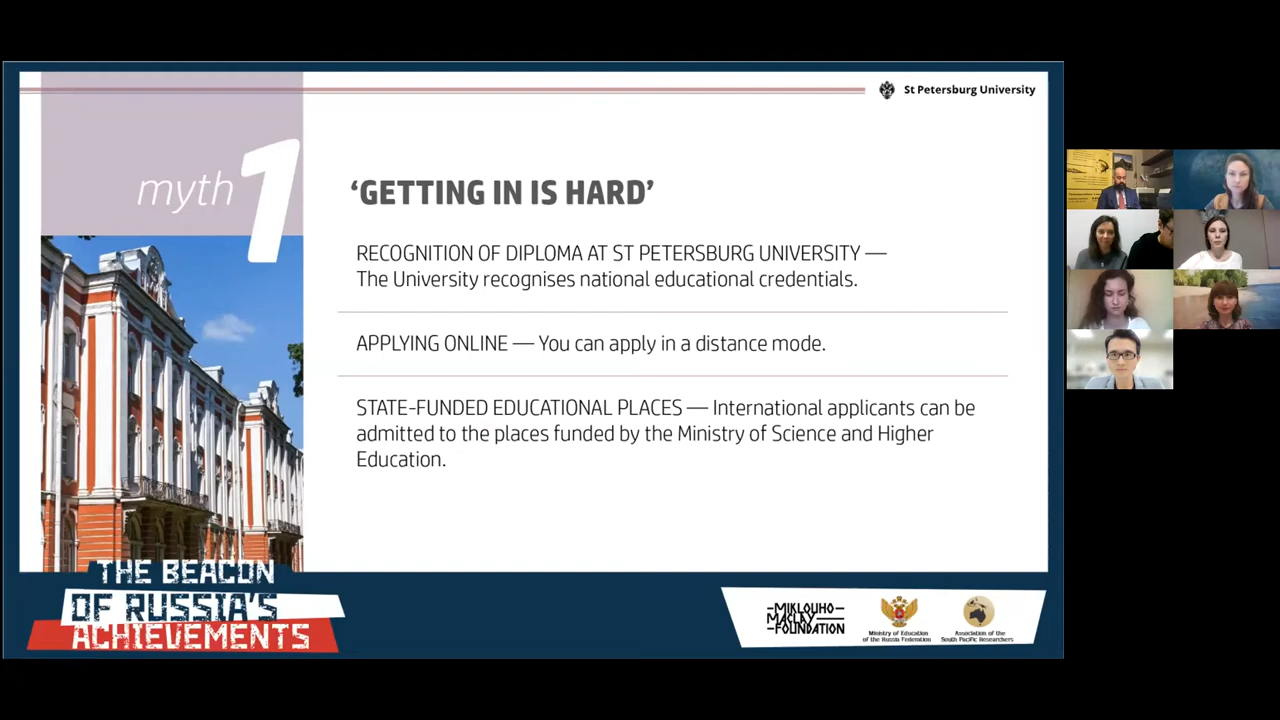 St Petersburg University
myth 1
‘GETTING IN IS HARD’
RECOGNITION OF DIPLOMA AT ST PETERSBURG UNIVERSITY —
The University recognises national educational credentials.
APPLYING ONLINE — You can apply in a distance mode.
STATE-FUNDED EDUCATIONAL PLACES — International applicants can be
admitted to the places funded by the Ministry of Science and Higher
Education.
THE BEACON
OF RUSSIA'S
ACHIEVEMENTS
MIKLOUHO
MACLAY
FOUNDATION
Ministry of Education
of the Russia Federation
Association of the
South Pacific Researchers